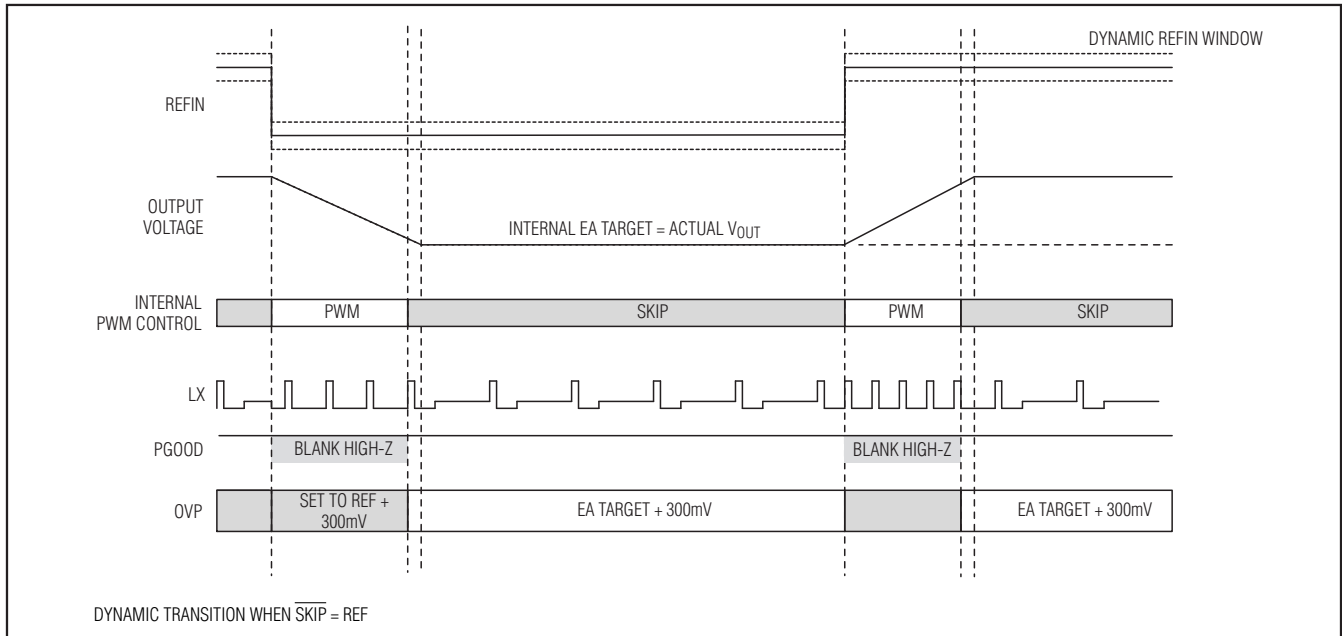 DYNAMIC REFIN WINDOW
REFIN
OUTPUT
VOLTAGE
INTERNAL EA TARGET = ACTUAL VOUT
INTERNAL
PWM CONTROL
PWM
SKIP
PWM
SKIP
LX
PGOOD
BLANK HIGH-Z
BLANK HIGH-Z
OVP
SET TO REF +
300mV
EA TARGET + 300mV
EA TARGET + 300mV
DYNAMIC TRANSITION WHEN S̅K̅I̅P̅ = REF